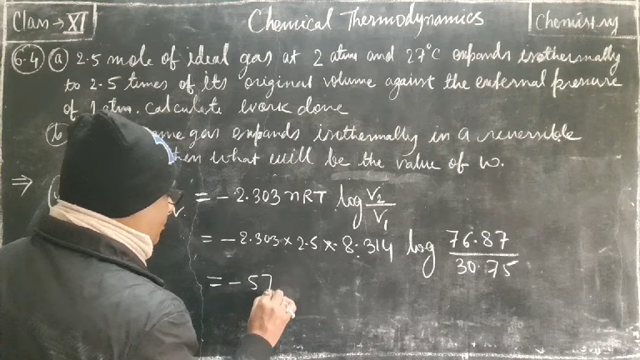 Class → XI Chemical Thermodynamics Chemistry
6.4 (a) 2.5 mole of ideal gas at 2 atm and 27°C expands isothermally
to 2.5 times of its original volume against the external pressure
of 1 atm. Calculate work done
(b) same gas expands isothermally in a reversible
then what will be the value of w.
⇒ = - 2.303 nRT log V₂/V₁
= - 2.303 × 2.5 × 8.314 log 76.87/30.75
= - 57